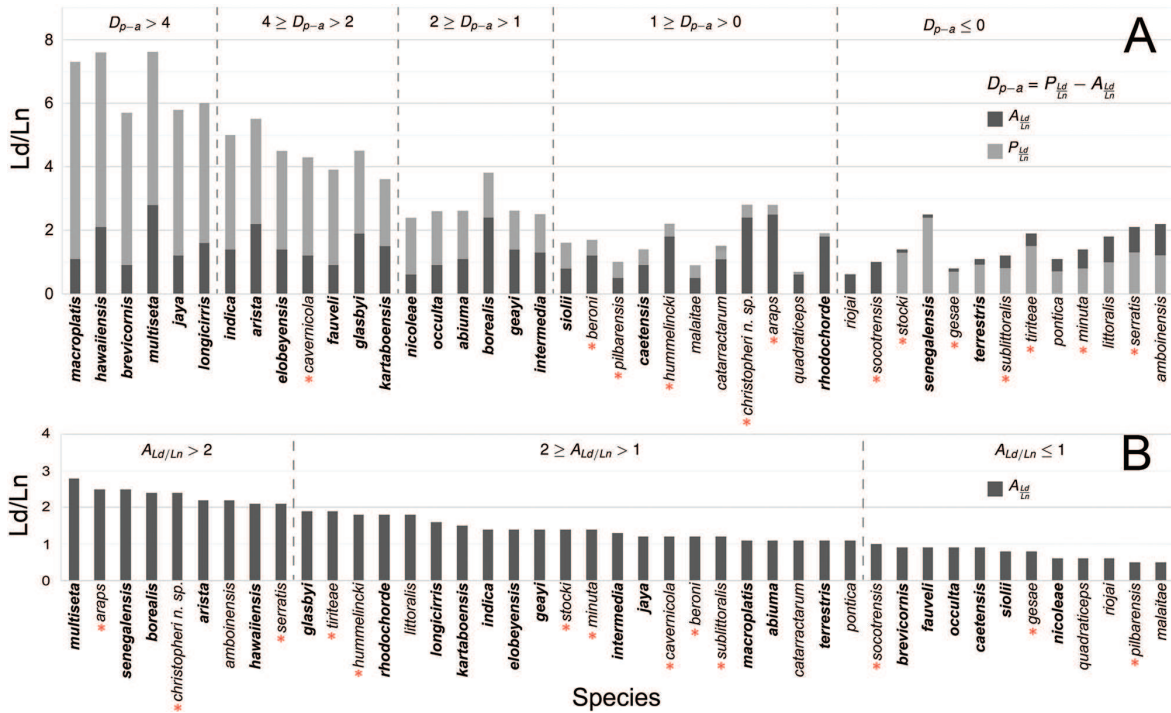 D_{p-a} > 4
4 ≥ D_{p-a} > 2
2 ≥ D_{p-a} > 1
1 ≥ D_{p-a} > 0
D_{p-a} ≤ 0
A
D_{p-a} = P_{Ld/Ln} − A_{Ld/Ln}
A_{Ld/Ln}
P_{Ld/Ln}
Ld/Ln
8
6
4
2
0
macroplatis
hawaiiensis
brevicornis
multiseta
jaya
longicirris
indica
arista
elobeyensis
* cavernicola
fauveli
glasbyi
kartaboensis
nicoleae
occulta
abiuma
borealis
geayi
intermedia
siolii
* beroni
* pilbarensis
caetensis
* hummelincki
malaitae
catarractarum
* christopheri n. sp.
* araps
quadraticeps
rhodochorde
riojai
* socotrensis
* stocki
senegalensis
* gesae
terrestris
* sublittoralis
* tiriteae
pontica
* minuta
littoralis
* serratis
amboinensis
A_{Ld/Ln} > 2
2 ≥ A_{Ld/Ln} > 1
A_{Ld/Ln} ≤ 1
B
A_{Ld/Ln}
Ld/Ln
4
3
2
1
0
multiseta
* araps
senegalensis
borealis
* christopheri n. sp.
arista
amboinensis
hawaiiensis
* serratis
glasbyi
* tiriteae
* hummelincki
rhodochorde
littoralis
longicirris
kartaboensis
indica
elobeyensis
geayi
* stocki
* minuta
intermedia
jaya
* cavernicola
* beroni
* sublittoralis
macroplatis
abiuma
catarractarum
terrestris
pontica
* socotrensis
brevicornis
fauveli
occulta
caetensis
siolii
* gesae
nicoleae
quadraticeps
riojai
* pilbarensis
malaitae
Species